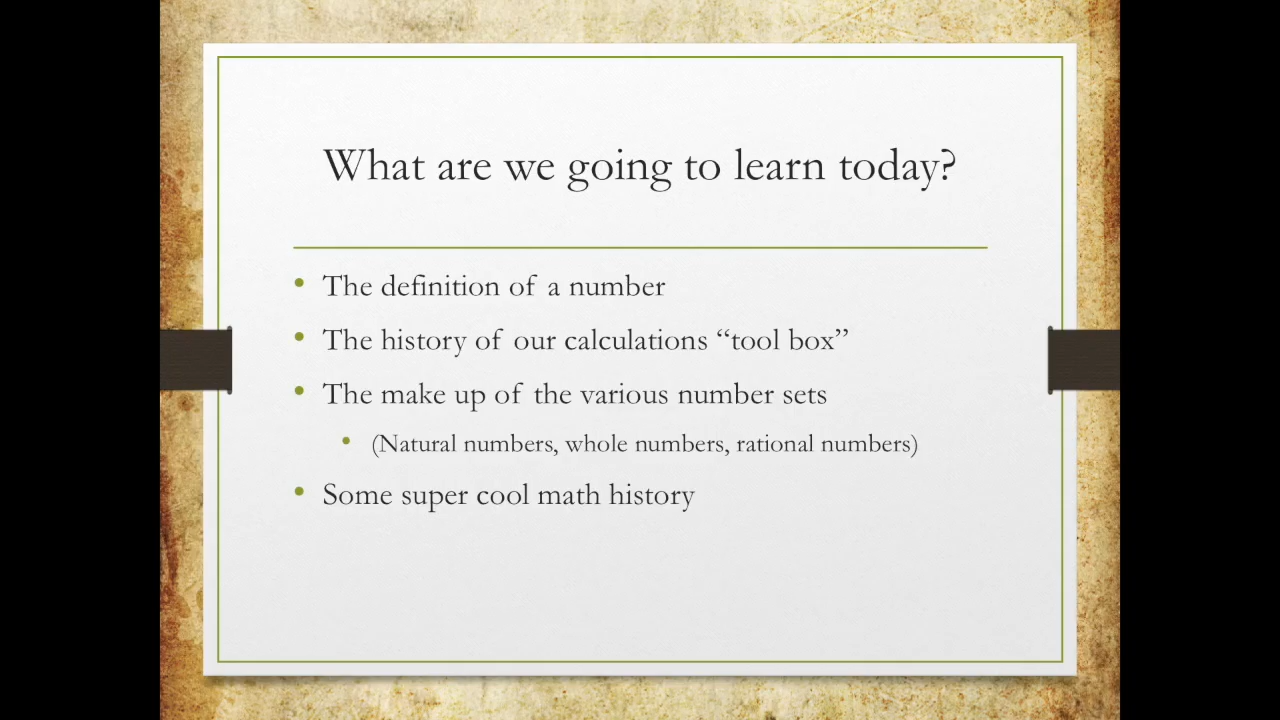 What are we going to learn today?
• The definition of a number
• The history of our calculations “tool box”
• The make up of the various number sets
• (Natural numbers, whole numbers, rational numbers)
• Some super cool math history